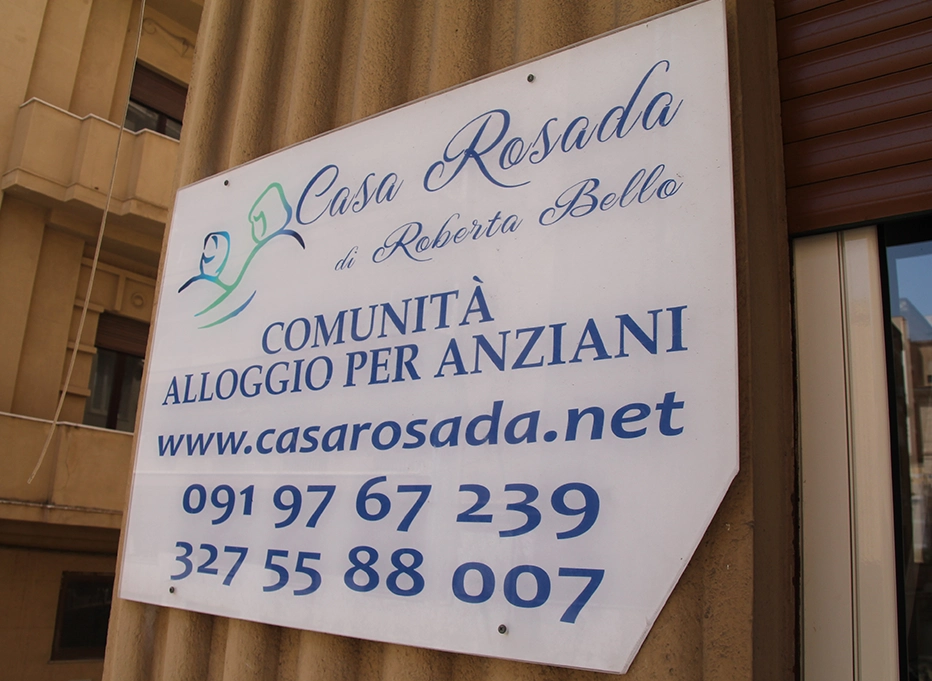 Casa Rosada
di Roberta Bello
COMUNITÀ
ALLOGGIO PER ANZIANI
www.casarosada.net
091 97 67 239
327 55 88 007